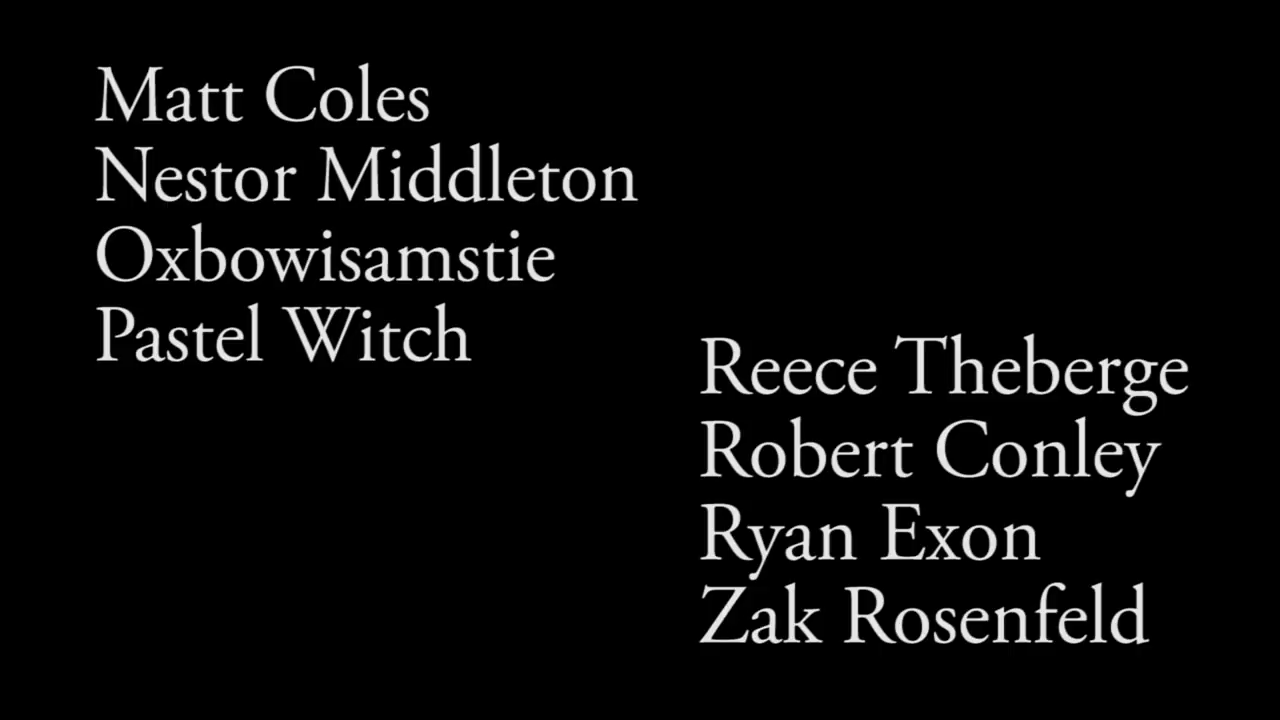 Matt Coles
Nestor Middleton
Oxbowisamstie
Pastel Witch
Reece Theberge
Robert Conley
Ryan Exon
Zak Rosenfeld